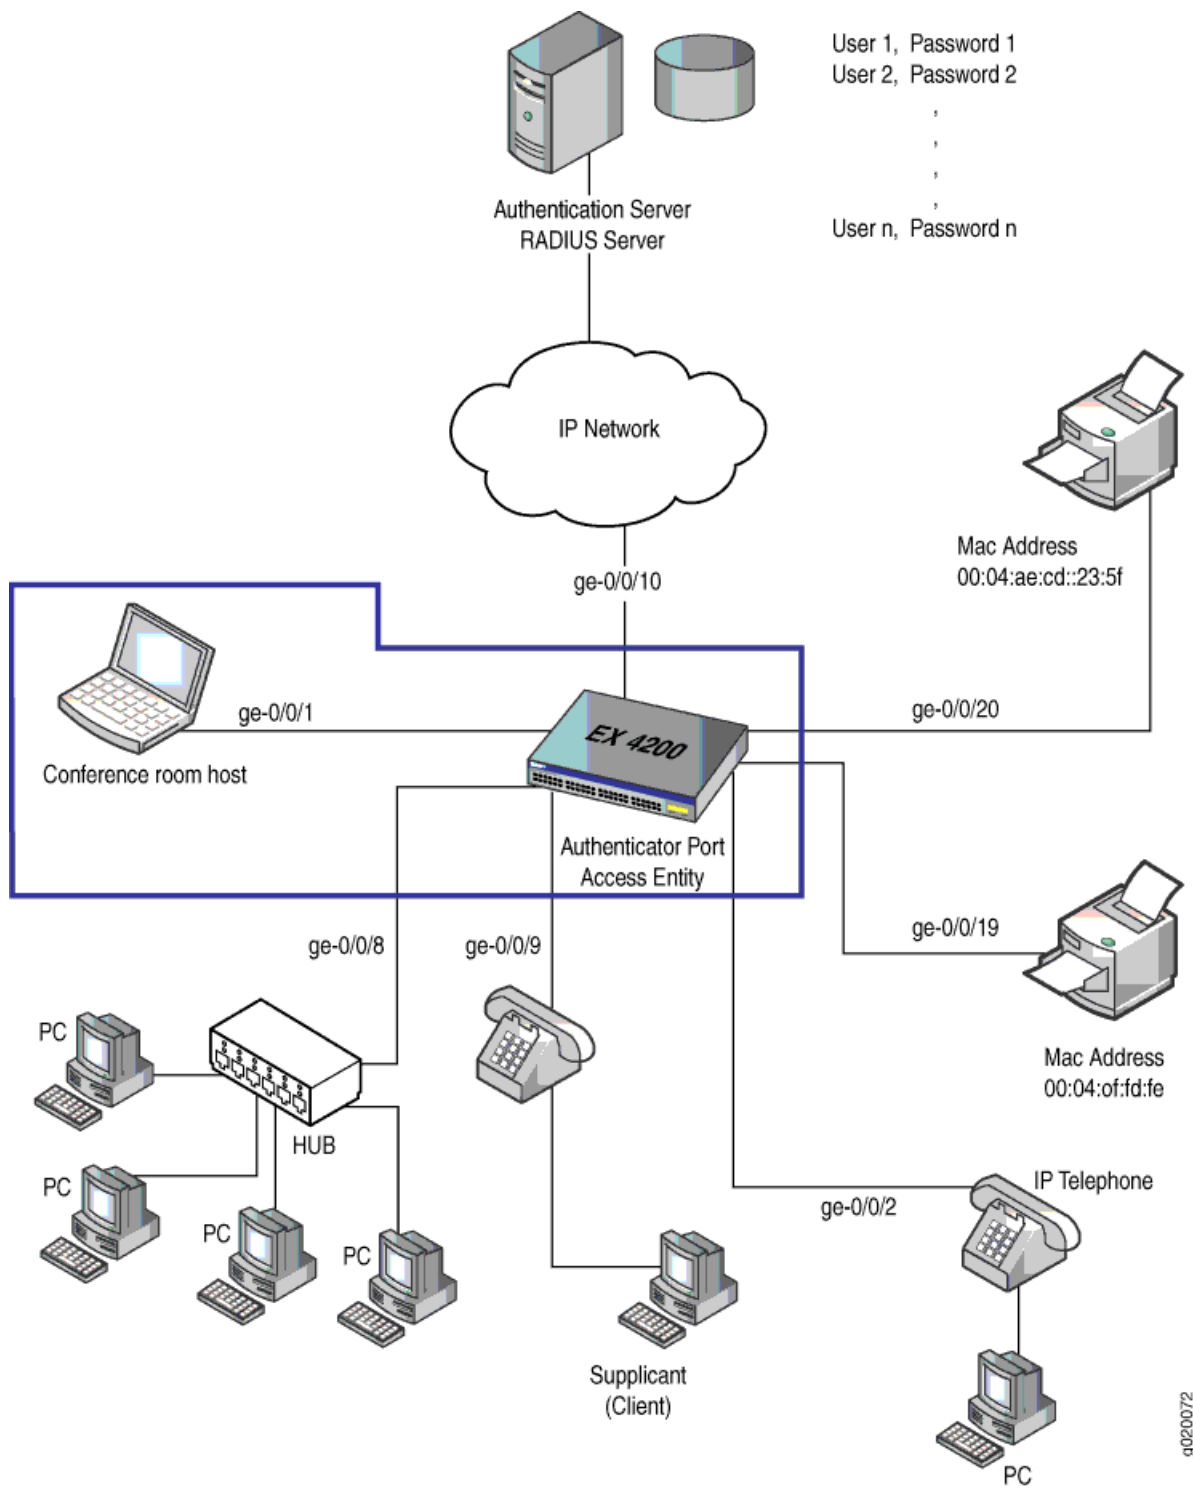 User 1, Password 1
User 2, Password 2
,
,
,
,
User n, Password n
Authentication Server
RADIUS Server
IP Network
Mac Address
00:04:ae:cd::23:5f
ge-0/0/10
ge-0/0/1
EX 4200
ge-0/0/20
Conference room host
Authenticator Port
Access Entity
ge-0/0/8
ge-0/0/9
ge-0/0/19
PC
HUB
Mac Address
00:04:of:fd:fe
PC
PC
PC
IP Telephone
ge-0/0/2
Supplicant
(Client)
PC
g020072